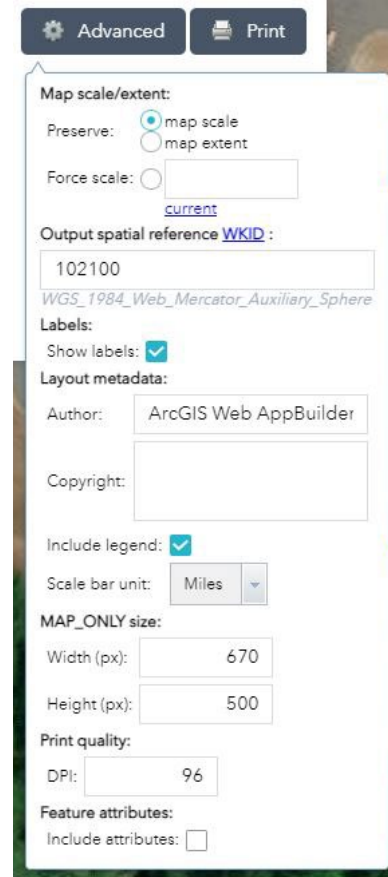 Advanced Print
Map scale/extent:
Preserve: map scale
map extent
Force scale:
current
Output spatial reference WKID :
102100
WGS_1984_Web_Mercator_Auxiliary_Sphere
Labels:
Show labels:
Layout metadata:
Author: ArcGIS Web AppBuilder
Copyright:
Include legend:
Scale bar unit: Miles
MAP_ONLY size:
Width (px): 670
Height (px): 500
Print quality:
DPI: 96
Feature attributes:
Include attributes: